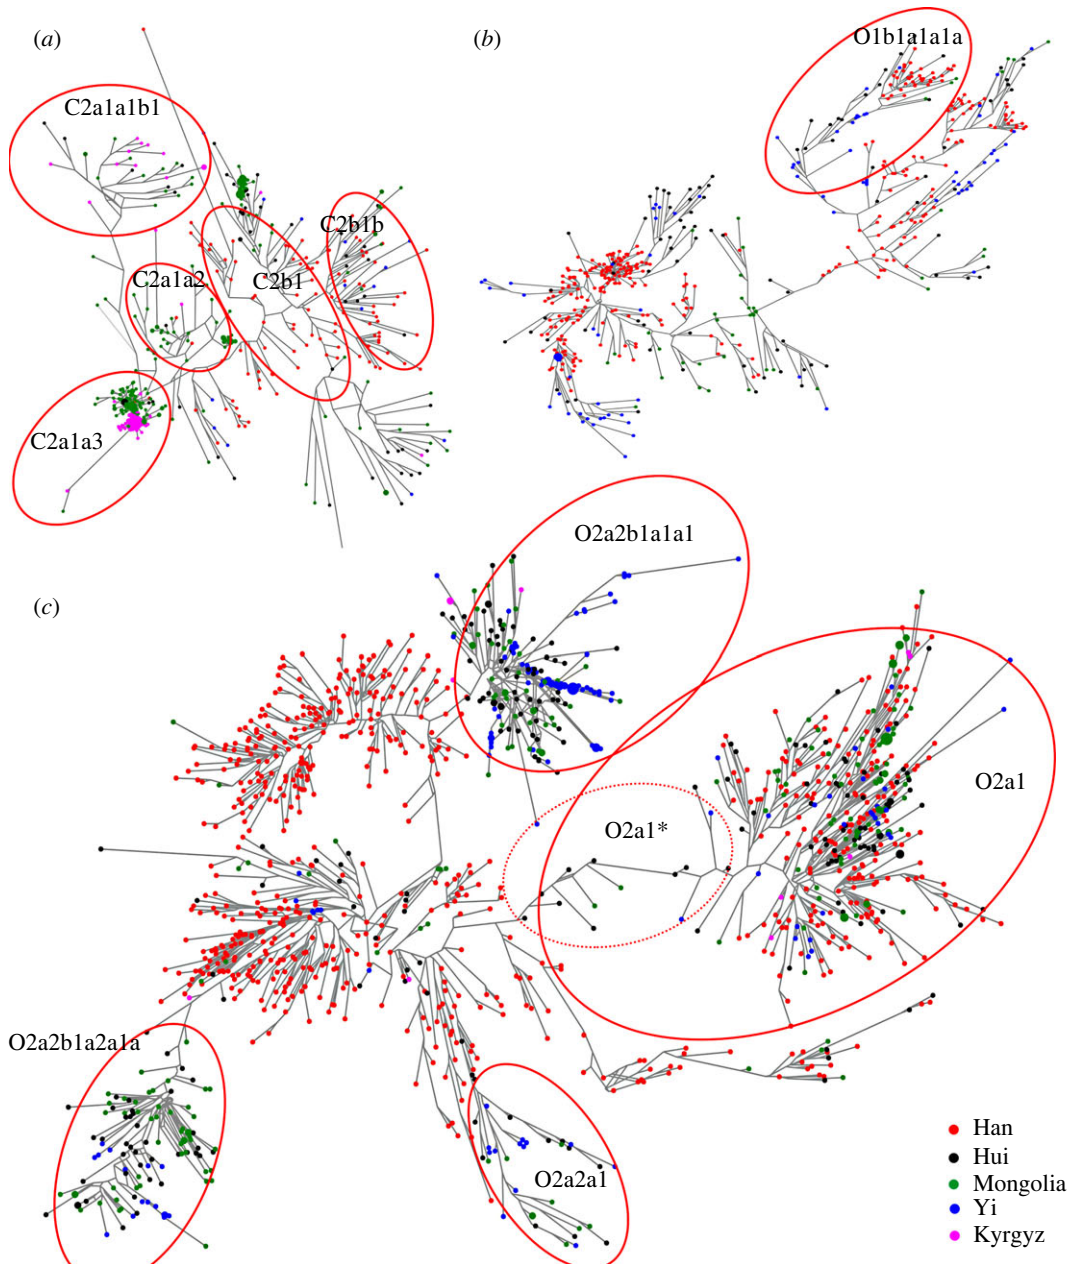 (a)
(b)
O1b1a1a1a
C2a1a1b1
C2b1b
C2a1a2
C2b1
C2a1a3
O2a2b1a1a1
(c)
O2a1
O2a1*
O2a2b1a2a1a
O2a2a1
Han
Hui
Mongolia
Yi
Kyrgyz